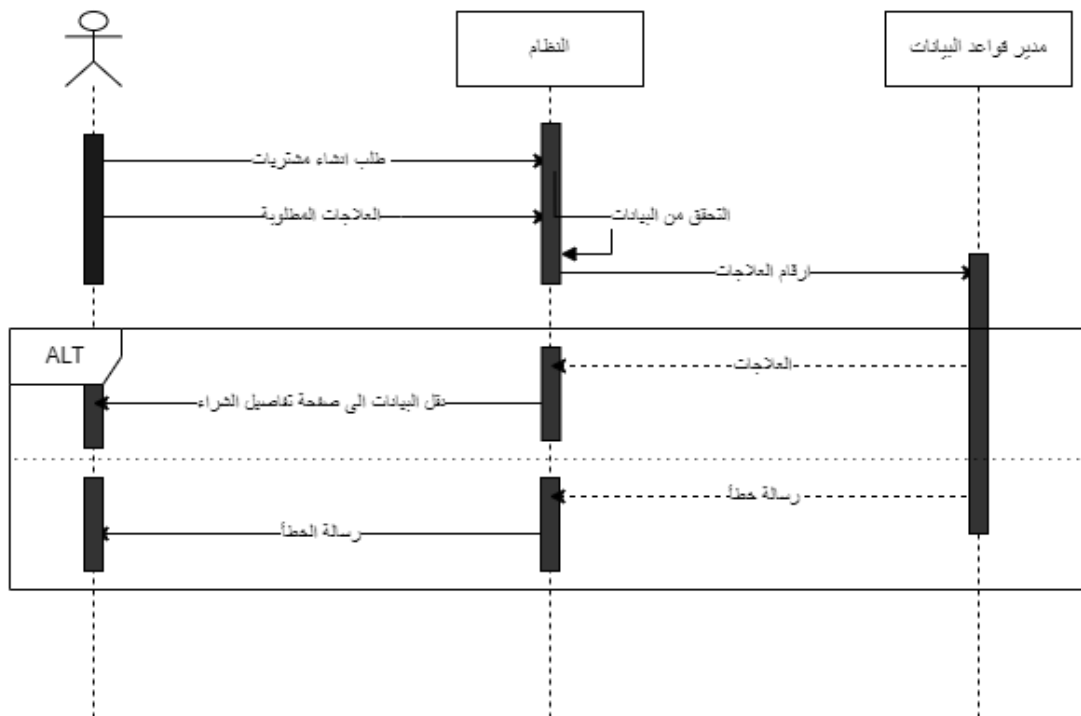 النظام
مدير قواعد البيانات
طلب انشاء مشتريات
العلاجات المطلوبة
التحقق من البيانات
ارقام العلاجات
ALT
العلاجات
نقل البيانات الى صفحة تفاصيل الشراء
رسالة خطأ
رسالة الخطأ